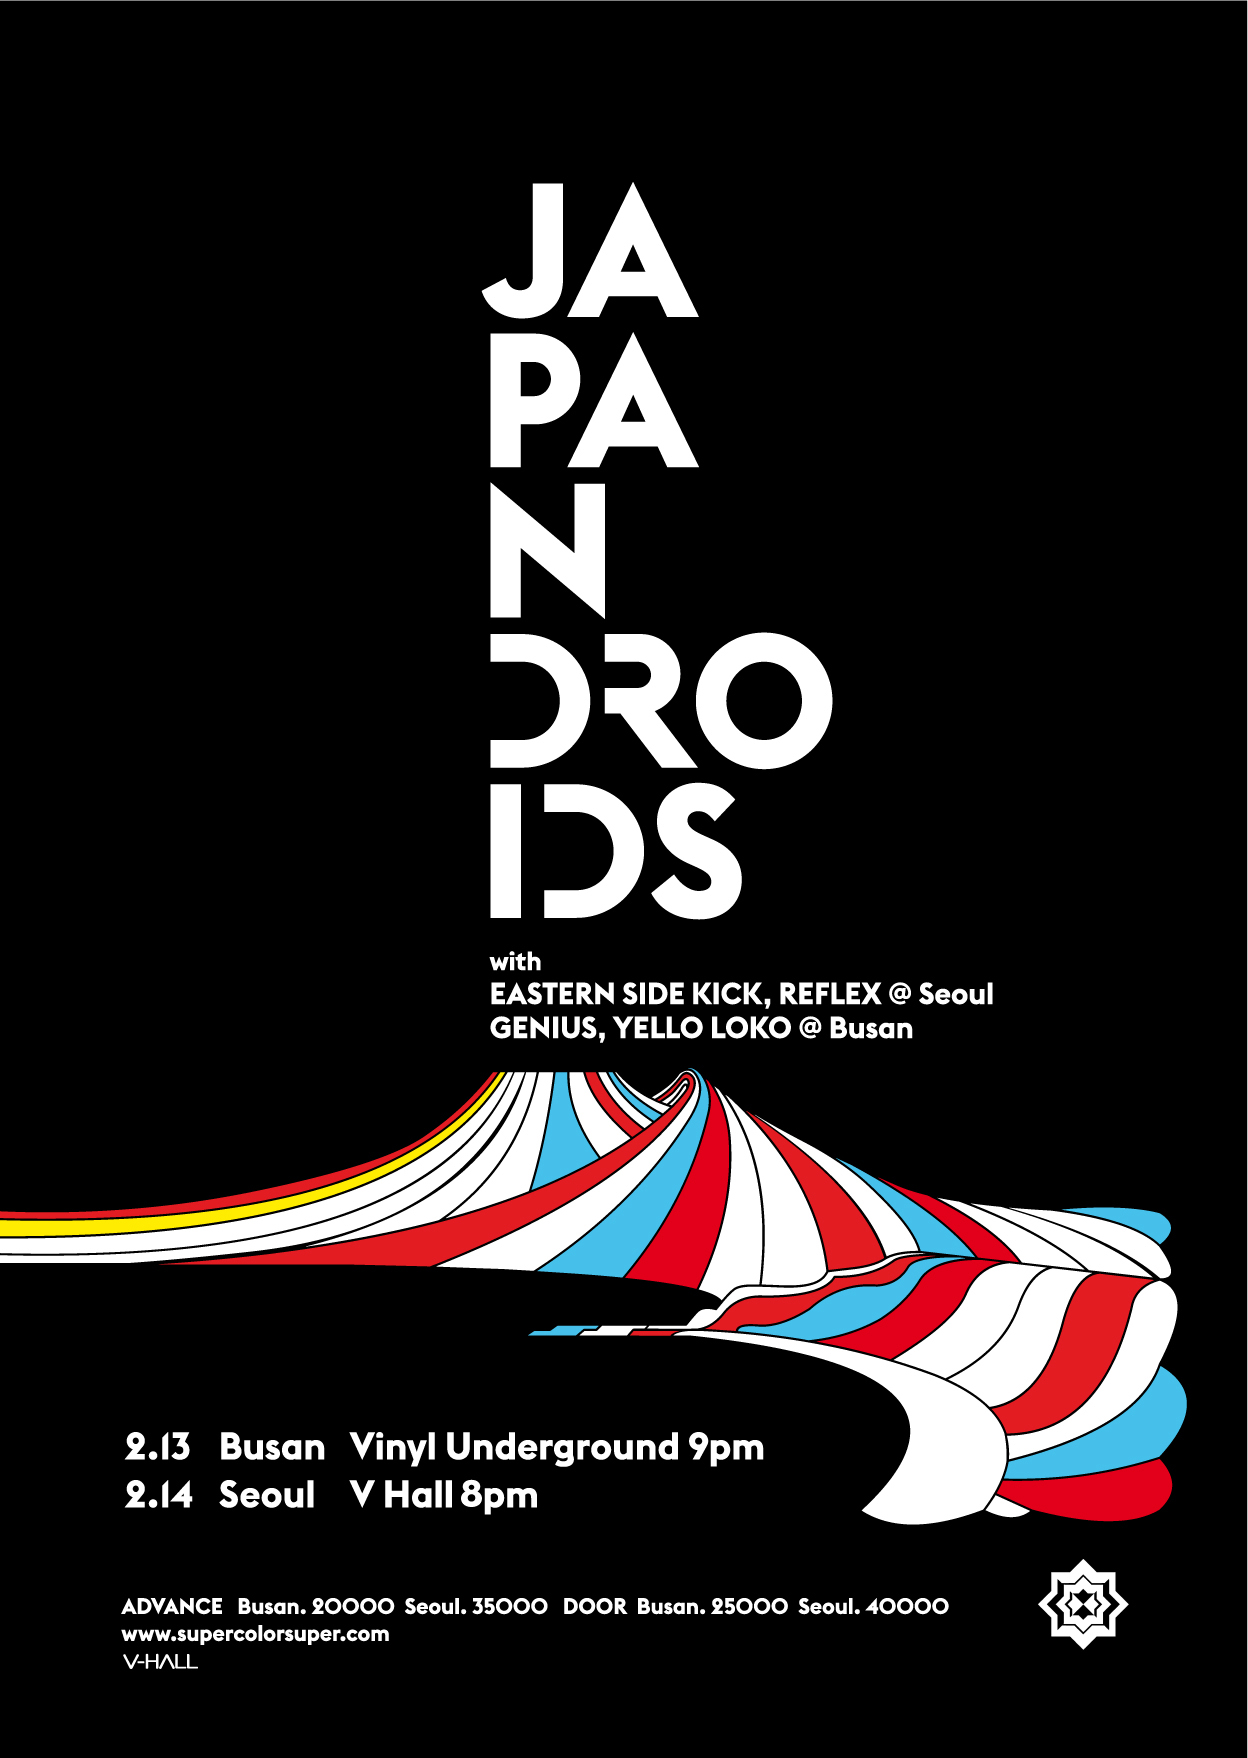 JA
PA
N
DRO
IDS
with
EASTERN SIDE KICK, REFLEX @ Seoul
GENIUS, YELLO LOKO @ Busan
2.13 Busan Vinyl Underground 9pm
2.14 Seoul V Hall 8pm
ADVANCE Busan. 20000 Seoul. 35000 DOOR Busan. 25000 Seoul. 40000
www.supercolorsuper.com
V-HALL